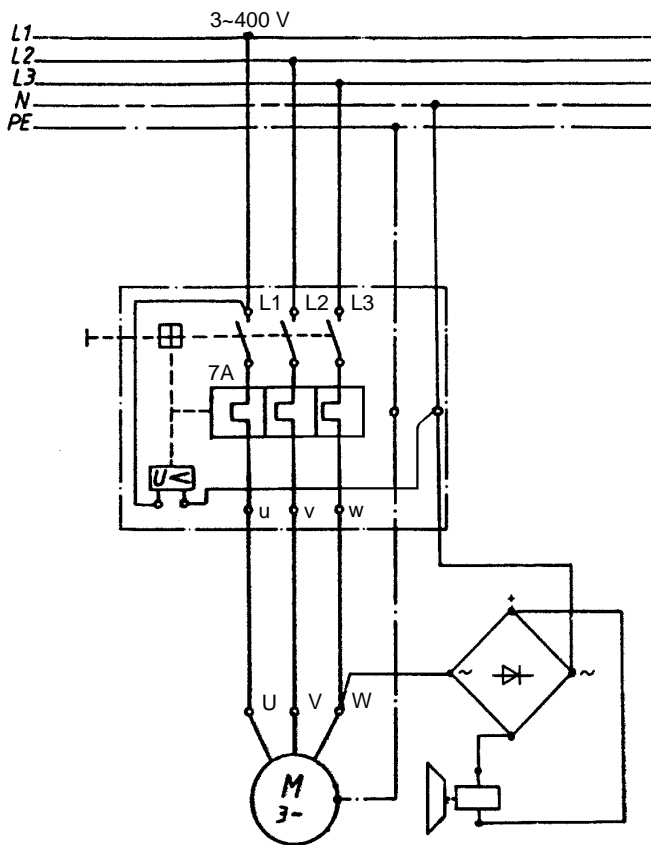 3~400 V
L1
L2
L3
N
PE
L1 L2 L3
7A
U<
u v w
+
~ ~
U V W
M
3~